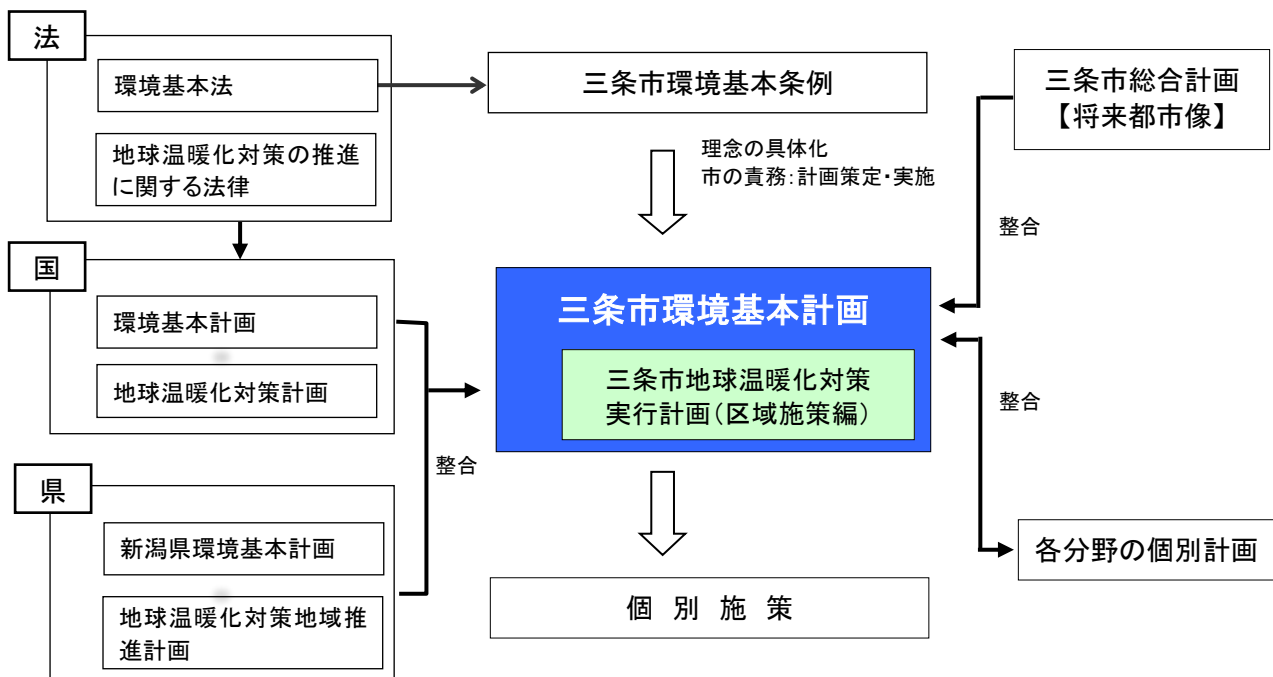 法
環境基本法
地球温暖化対策の推進
に関する法律
国
環境基本計画
地球温暖化対策計画
県
新潟県環境基本計画
地球温暖化対策地域推
進計画
整合
三条市環境基本条例
理念の具体化
市の責務:計画策定・実施
三条市環境基本計画
三条市地球温暖化対策
実行計画(区域施策編)
個 別 施 策
三条市総合計画
【将来都市像】
整合
整合
各分野の個別計画